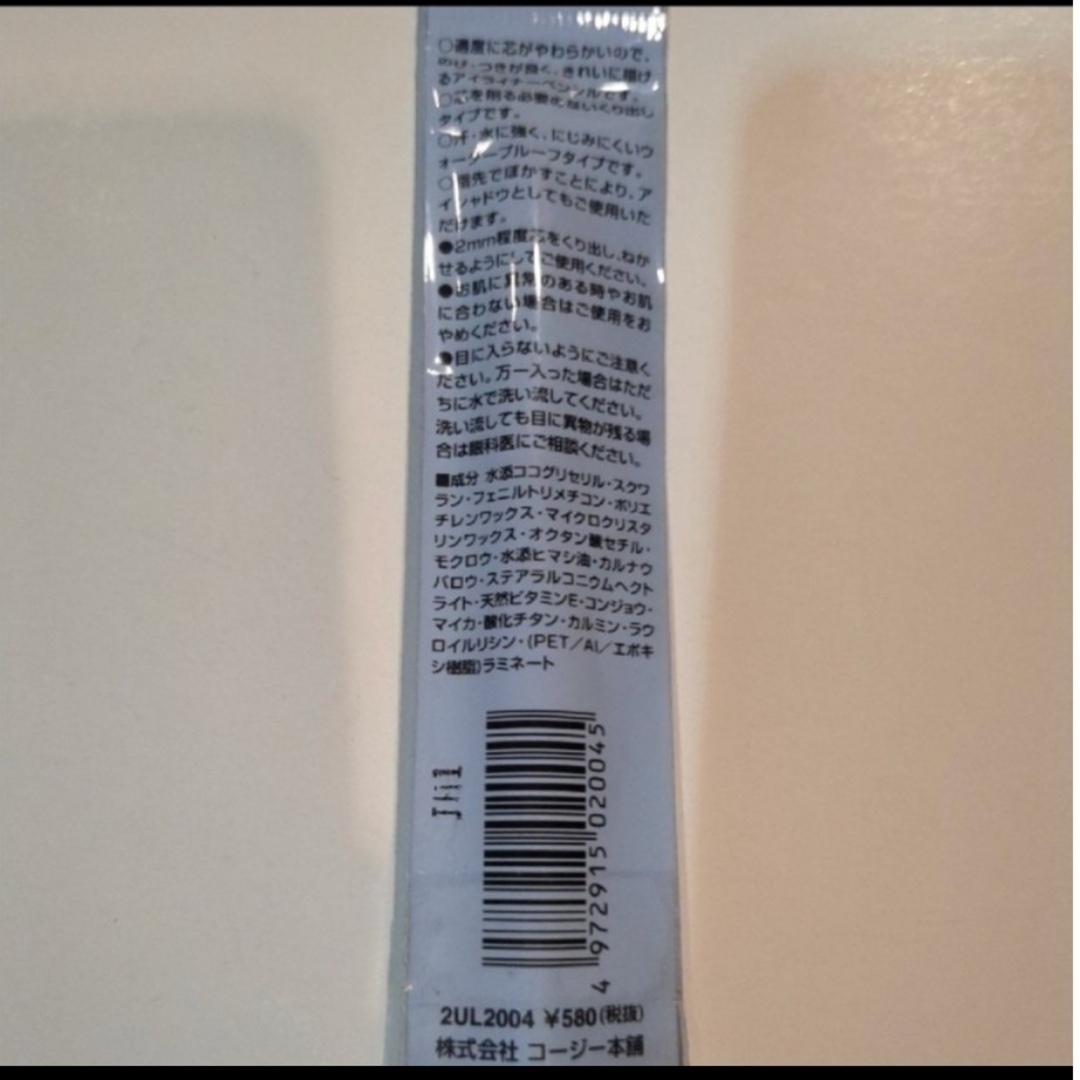 ○適度に芯がやわらかいので、
のび、つきが良く、きれいに描け
るアイライナーペンシルです。
○芯を削る必要のないくり出し
タイプです。
○汗・水に強く、にじみにくいウ
ォータープルーフタイプです。
○指先でぼかすことにより、ア
イシャドウとしてもご使用いた
だけます。
●2mm程度芯をくり出し、ねか
せるようにしてご使用ください。
●お肌に異常のある時やお肌
に合わない場合はご使用をお
やめください。
●目に入らないようにご注意く
ださい。万一入った場合はただ
ちに水で洗い流してください。
洗い流しても目に異物が残る場
合は眼科医にご相談ください。
■成分 水添ココグリセリル・スクワ
ラン・フェニルトリメチコン・ポリエ
チレンワックス・マイクロクリスタ
リンワックス・オクタン酸セチル・
モクロウ・水添ヒマシ油・カルナウ
バロウ・ステアラルコニウムヘクト
ライト・天然ビタミンE・コンジョウ・
マイカ・酸化チタン・カルミン・ラウ
ロイルリシン・(PET/Al/エポキ
シ樹脂)ラミネート
4 972915 020045
2UL2004 ¥580(税抜)
株式会社 コージー本舗